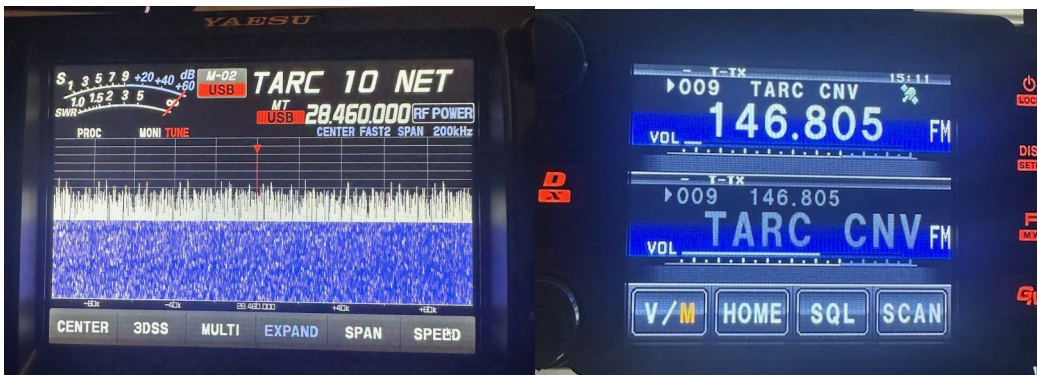 YAESU
S 1 3 5 7 9 +20 +40 +60 dB
SWR 1.0 1.5 2 3 5 ∞
M-02
USB
TARC 10 NET
MT
USB
28.460.000
RF POWER
PROC MONI TUNE
CENTER FAST2 SPAN 200kHz
-80k -40k 28.460.000 +40k +80k
CENTER 3DSS MULTI EXPAND SPAN SPEED
D
X
T-TX
15:11
009 TARC CNV
146.805
FM
VOL
T-TX
009 146.805
TARC CNV
FM
VOL
V/M HOME SQL SCAN
LOCK